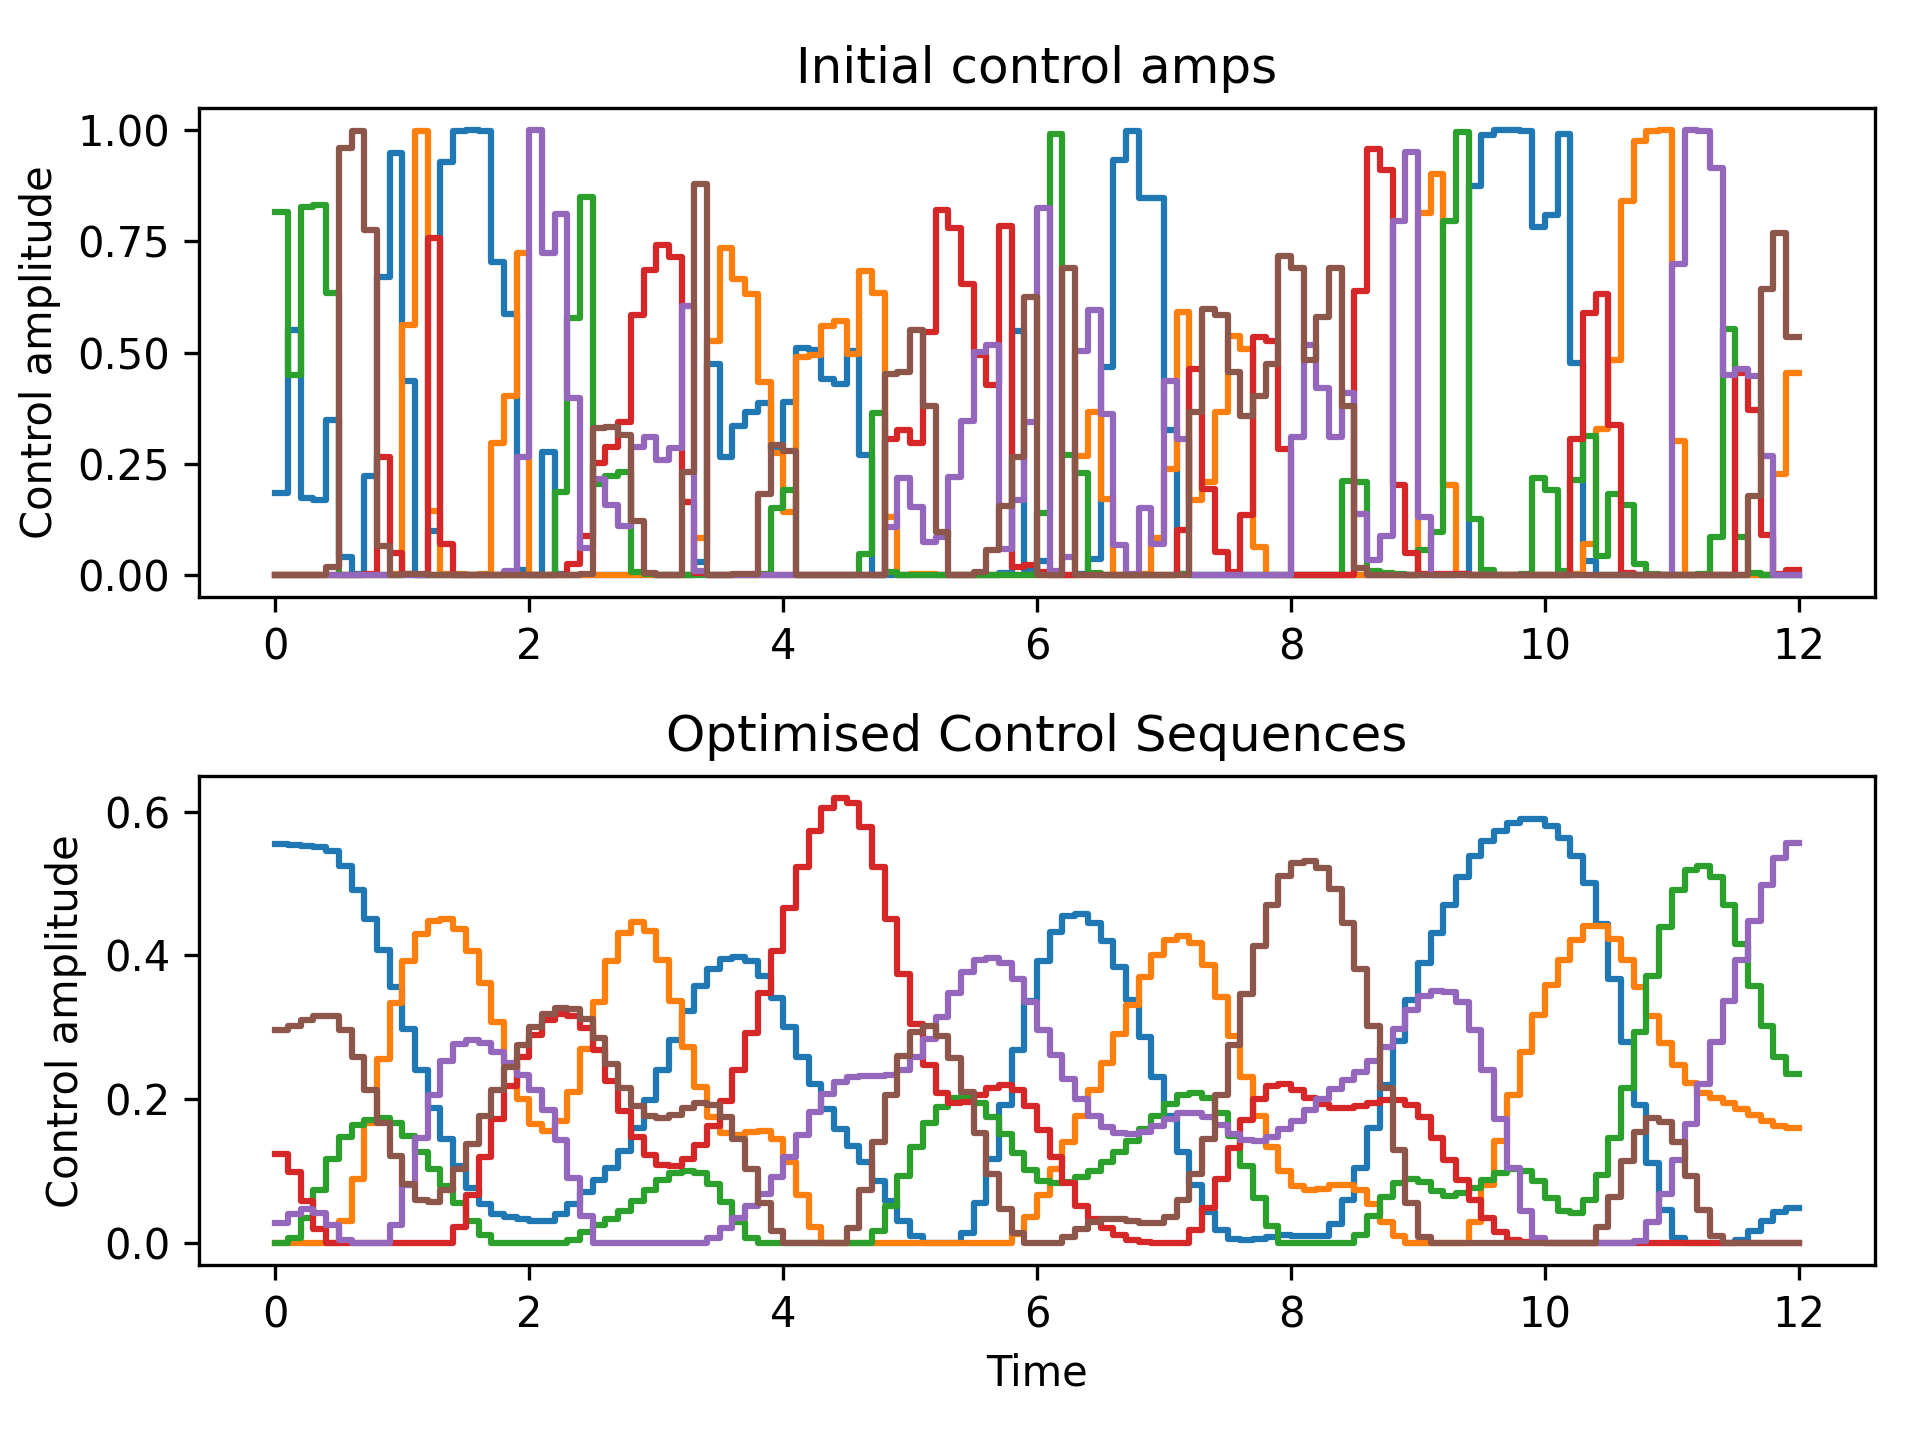 Initial control amps
1.00
0.75
0.50
0.25
0.00
Control amplitude
0 2 4 6 8 10 12
Optimised Control Sequences
0.6
0.4
0.2
0.0
Control amplitude
0 2 4 6 8 10 12
Time